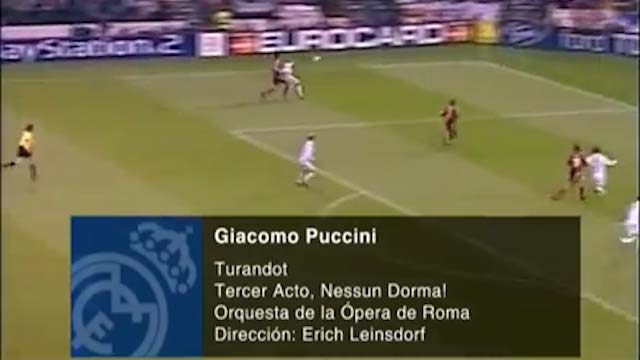 PlayStation.2
EUROCARD
Ford
Giacomo Puccini
Turandot
Tercer Acto, Nessun Dorma!
Orquesta de la Ópera de Roma
Dirección: Erich Leinsdorf